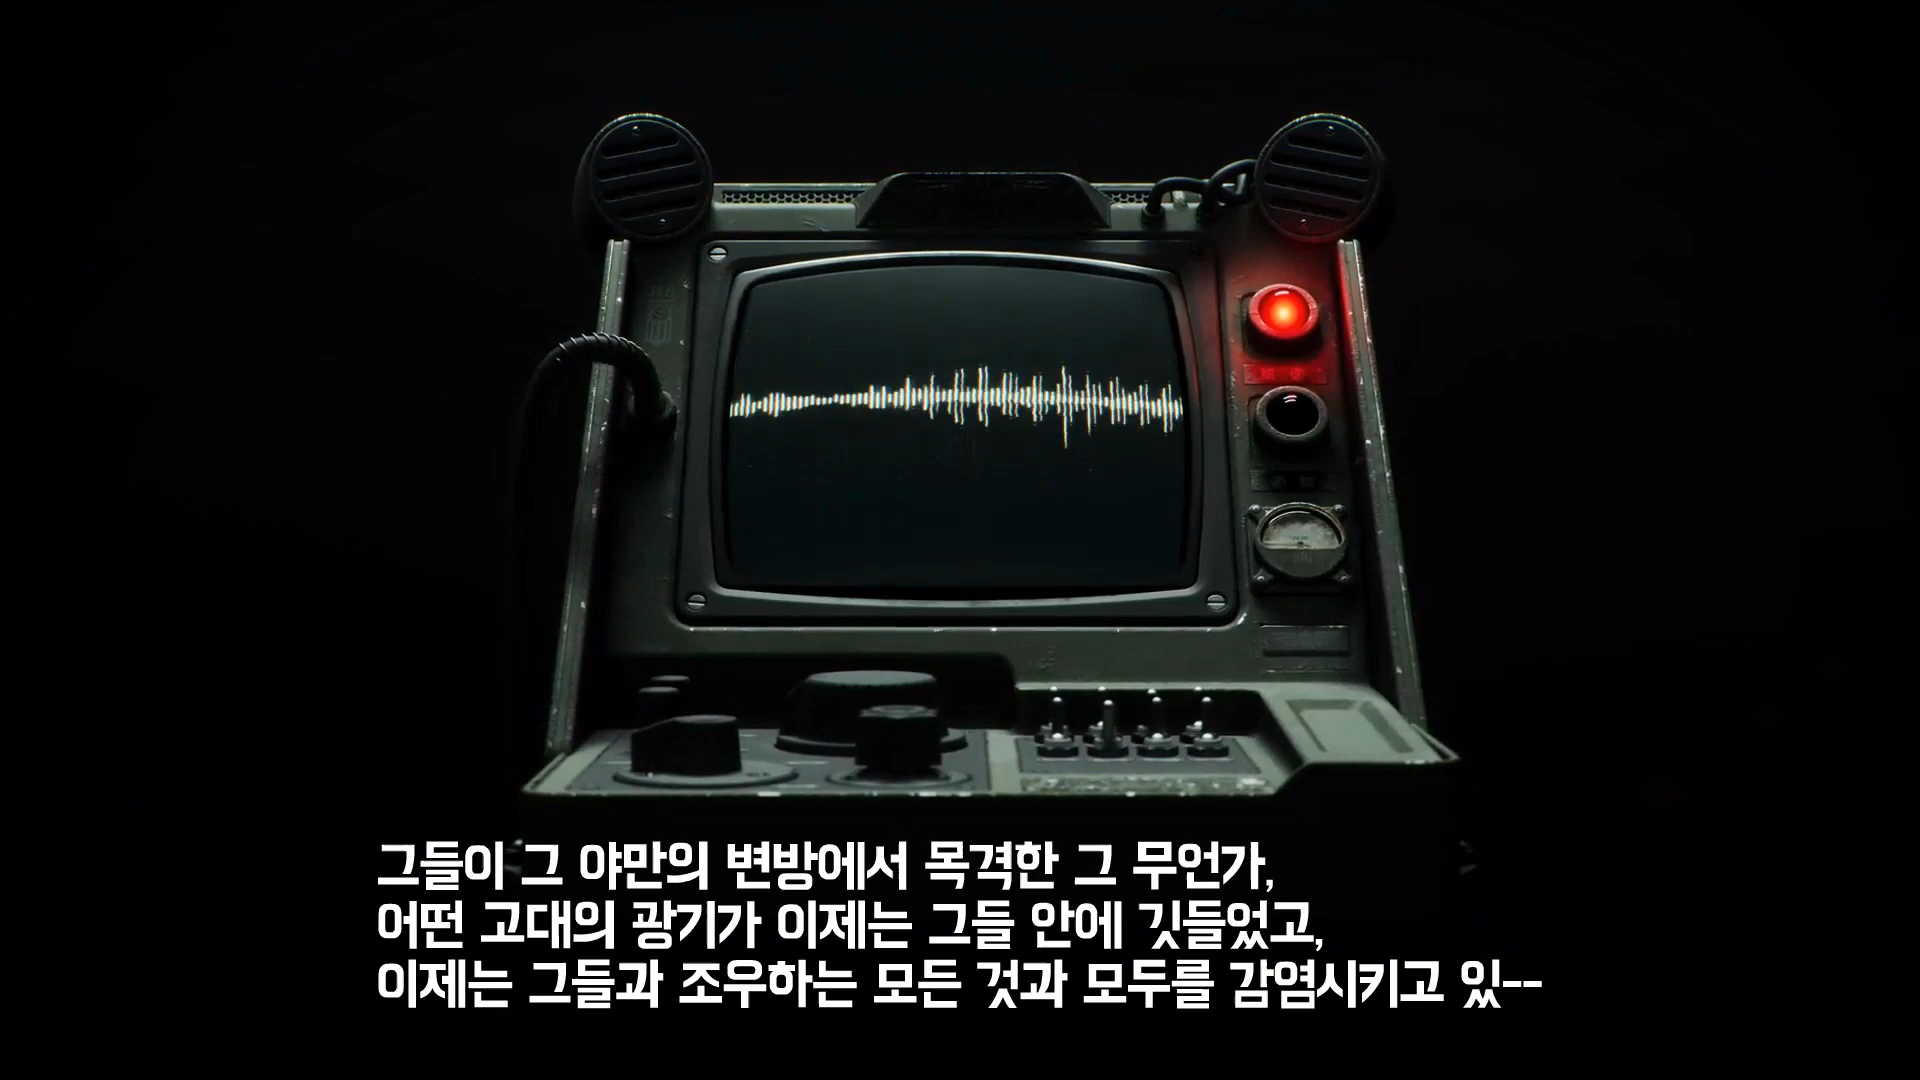 그들이 그 야만의 변방에서 목격한 그 무언가,
어떤 고대의 광기가 이제는 그들 안에 깃들었고,
이제는 그들과 조우하는 모든 것과 모두를 감염시키고 있--